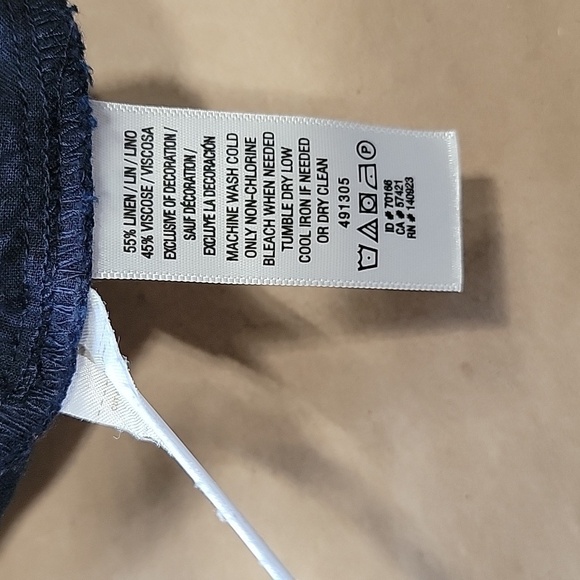 55% LINEN / LIN / LINO
45% VISCOSE / VISCOSA
EXCLUSIVE OF DECORATION /
SAUF DÉCORATION /
EXCLUYE LA DECORACIÓN
MACHINE WASH COLD
ONLY NON-CHLORINE
BLEACH WHEN NEEDED
TUMBLE DRY LOW
COOL IRON IF NEEDED
OR DRY CLEAN
491305
P
ID # 70166
CA # 57421
RN # 140923